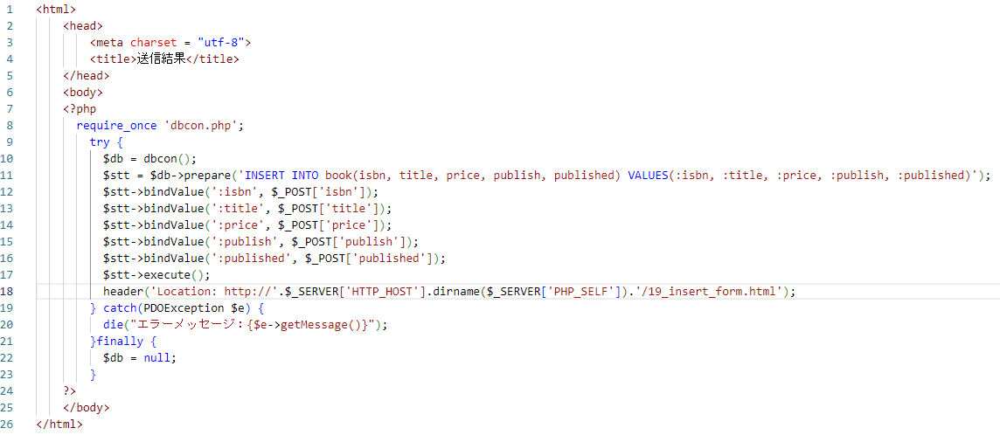 1 <html>
2 <head>
3 <meta charset = "utf-8">
4 <title>送信結果</title>
5 </head>
6 <body>
7 <?php
8 require_once 'dbcon.php';
9 try {
10 $db = dbcon();
11 $stt = $db->prepare('INSERT INTO book(isbn, title, price, publish, published) VALUES(:isbn, :title, :price, :publish, :published)');
12 $stt->bindValue(':isbn', $_POST['isbn']);
13 $stt->bindValue(':title', $_POST['title']);
14 $stt->bindValue(':price', $_POST['price']);
15 $stt->bindValue(':publish', $_POST['publish']);
16 $stt->bindValue(':published', $_POST['published']);
17 $stt->execute();
18 header('Location: http://'.$_SERVER['HTTP_HOST'].dirname($_SERVER['PHP_SELF']).'/19_insert_form.html');
19 } catch(PDOException $e) {
20 die("エラーメッセージ：{$e->getMessage()}");
21 }finally {
22 $db = null;
23 }
24 ?>
25 </body>
26 </html>